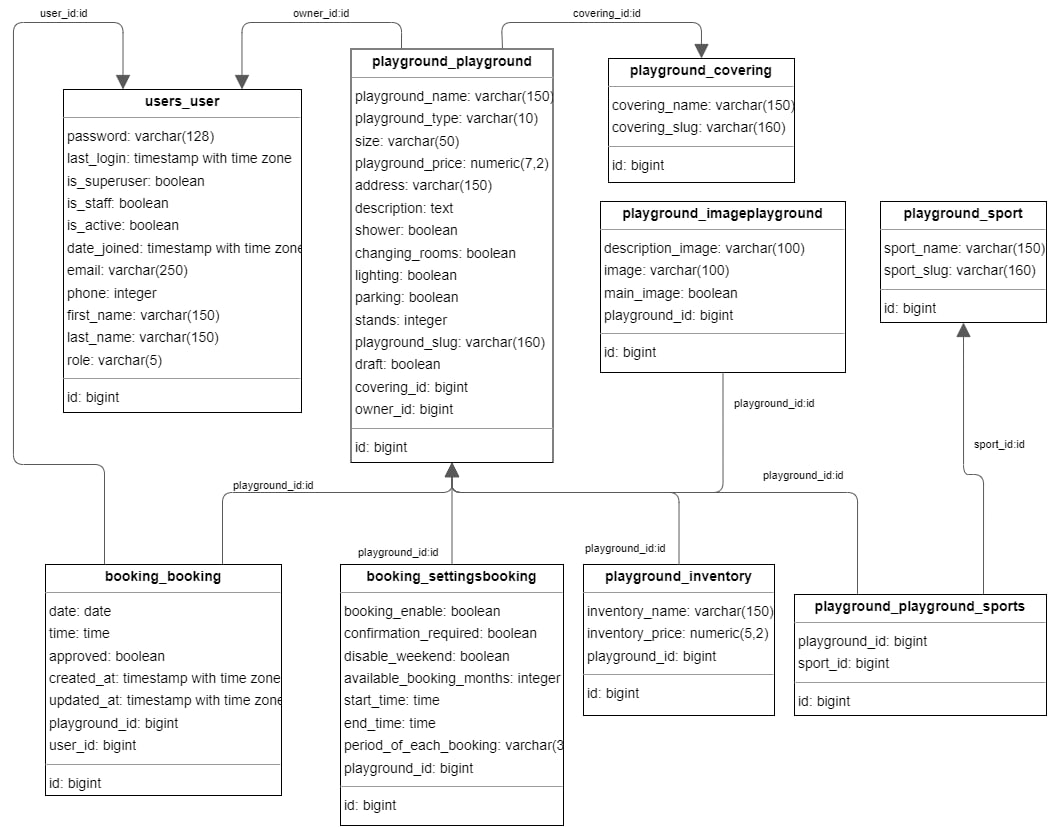 user_id:id
owner_id:id
covering_id:id
users_user
password: varchar(128)
last_login: timestamp with time zone
is_superuser: boolean
is_staff: boolean
is_active: boolean
date_joined: timestamp with time zone
email: varchar(250)
phone: integer
first_name: varchar(150)
last_name: varchar(150)
role: varchar(5)
id: bigint
playground_playground
playground_name: varchar(150)
playground_type: varchar(10)
size: varchar(50)
playground_price: numeric(7,2)
address: varchar(150)
description: text
shower: boolean
changing_rooms: boolean
lighting: boolean
parking: boolean
stands: integer
playground_slug: varchar(160)
draft: boolean
covering_id: bigint
owner_id: bigint
id: bigint
playground_covering
covering_name: varchar(150)
covering_slug: varchar(160)
id: bigint
playground_imageplayground
description_image: varchar(100)
image: varchar(100)
main_image: boolean
playground_id: bigint
id: bigint
playground_sport
sport_name: varchar(150)
sport_slug: varchar(160)
id: bigint
playground_id:id
sport_id:id
playground_id:id
playground_id:id
playground_id:id
playground_id:id
booking_booking
date: date
time: time
approved: boolean
created_at: timestamp with time zone
updated_at: timestamp with time zone
playground_id: bigint
user_id: bigint
id: bigint
booking_settingsbooking
booking_enable: boolean
confirmation_required: boolean
disable_weekend: boolean
available_booking_months: integer
start_time: time
end_time: time
period_of_each_booking: varchar(3
playground_id: bigint
id: bigint
playground_inventory
inventory_name: varchar(150)
inventory_price: numeric(5,2)
playground_id: bigint
id: bigint
playground_playground_sports
playground_id: bigint
sport_id: bigint
id: bigint